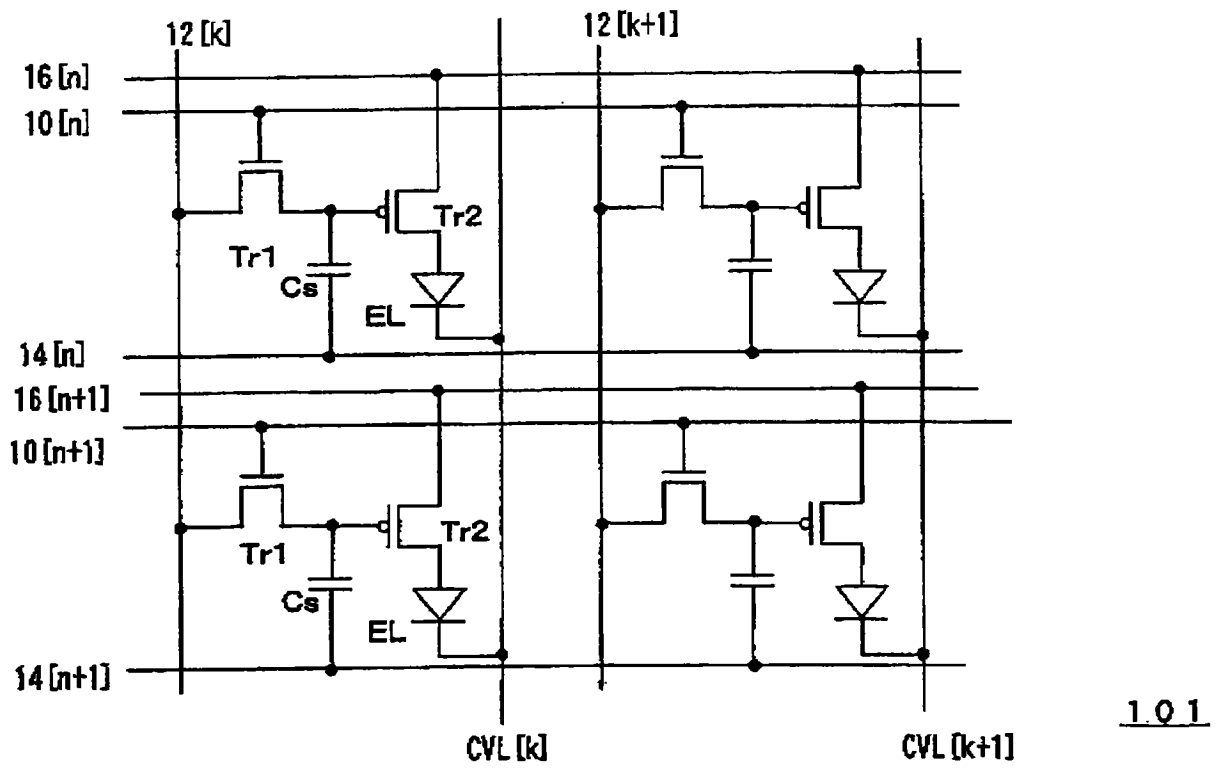 12[k]
12[k+1]
16[n]
10[n]
Tr2
Tr1
Cs
EL
14[n]
16[n+1]
10[n+1]
Tr2
Tr1
Cs
EL
14[n+1]
101
CVL[k]
CVL[k+1]